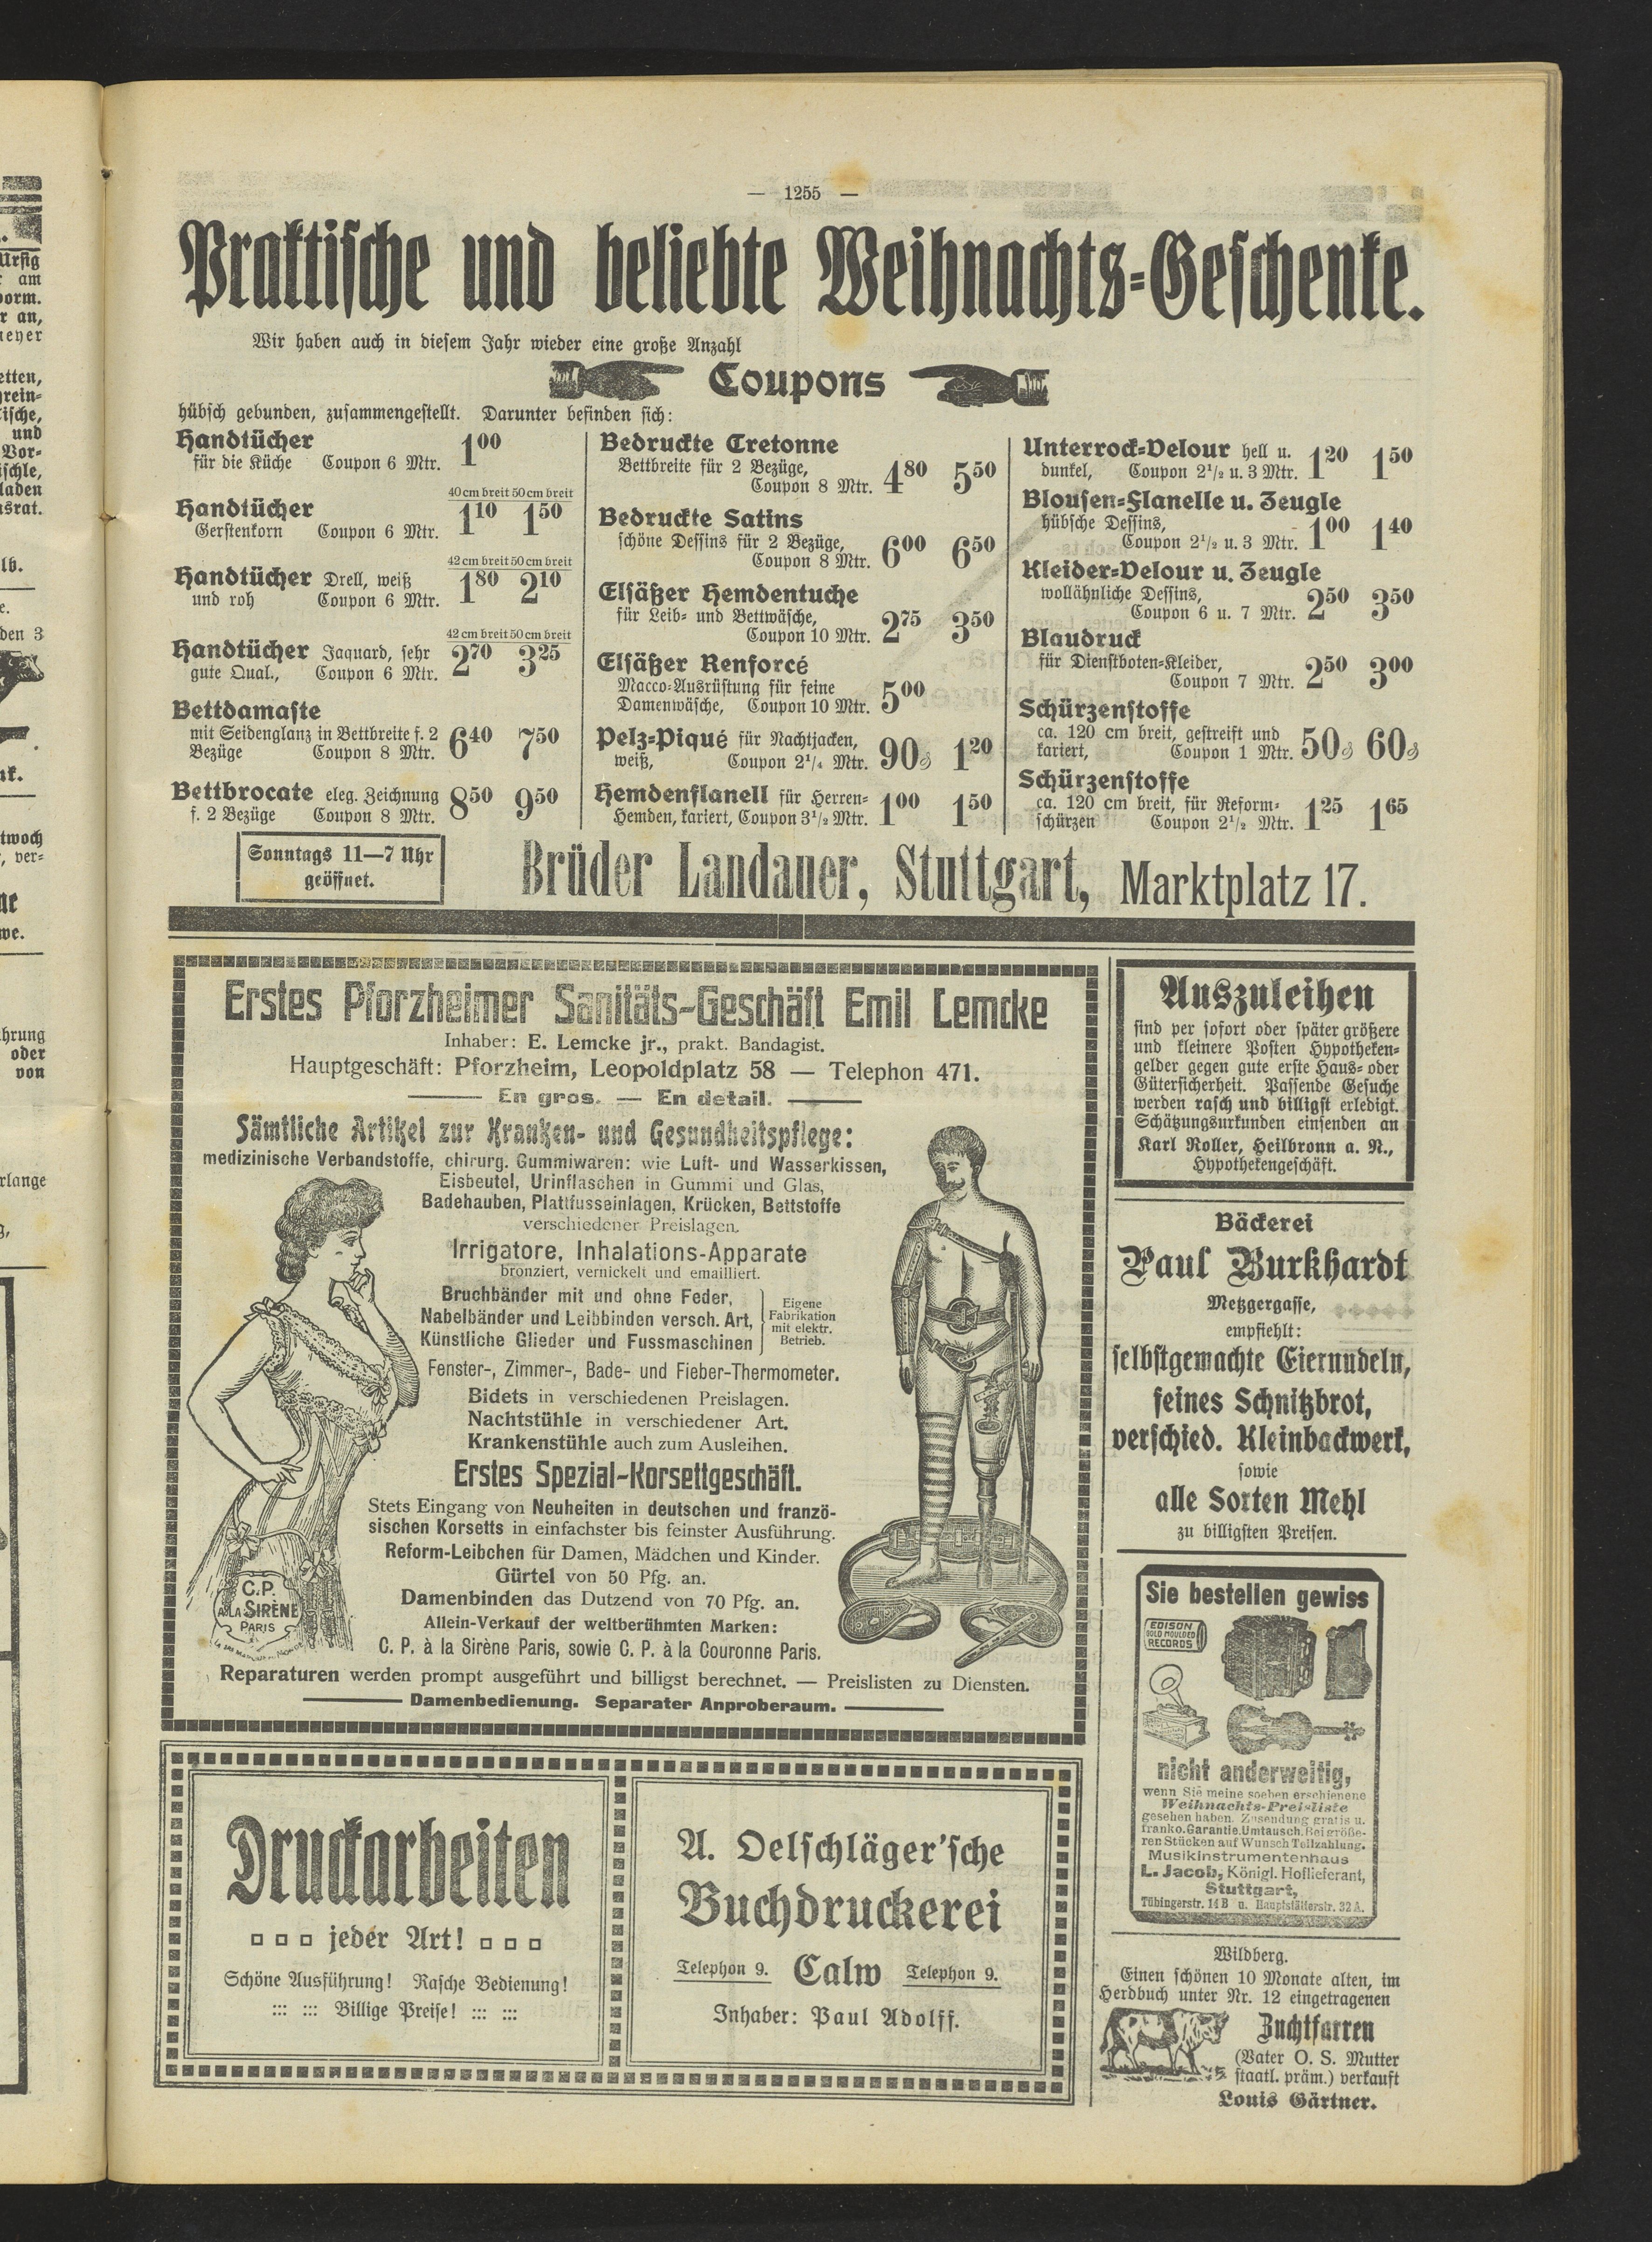 — 1255 —
Praktische und beliebte Weihnachts-Geschenke.
Wir haben auch in diesem Jahr wieder eine große Anzahl
Coupons
hübsch gebunden, zusammengestellt. Darunter befinden sich:
Handtücher
für die Küche Coupon 6 Mtr. 1 00
40 cm breit 50 cm breit
Handtücher
Gerstenkorn Coupon 6 Mtr. 1 10 1 50
42 cm breit 50 cm breit
Handtücher Drell, weiß
und roh Coupon 6 Mtr. 1 80 2 10
42 cm breit 50 cm breit
Handtücher Jaquard, sehr
gute Qual., Coupon 6 Mtr. 2 70 3 25
Bettdamaste
mit Seidenglanz in Bettbreite f. 2
Bezüge Coupon 8 Mtr. 6 40 7 50
Bettbrocate eleg. Zeichnung
f. 2 Bezüge Coupon 8 Mtr. 8 50 9 50
Bedruckte Cretonne
Bettbreite für 2 Bezüge,
Coupon 8 Mtr. 4 80 5 50
Bedruckte Satins
schöne Dessins für 2 Bezüge,
Coupon 8 Mtr. 6 00 6 50
Elsäßer Hemdentuche
für Leib- und Bettwäsche,
Coupon 10 Mtr. 2 75 3 50
Elsäßer Renforcé
Macco-Ausrüstung für feine
Damenwäsche, Coupon 10 Mtr. 5 00
Pelz-Piqué für Nachtjacken,
weiß, Coupon 2 1/4 Mtr. 90 ₰ 1 20
Hemdenflanell für Herren-
Hemden, kariert, Coupon 3 1/2 Mtr. 1 00 1 50
Unterrock-Velour hell u.
dunkel, Coupon 2 1/2 u. 3 Mtr. 1 20 1 50
Blousen-Flanelle u. Zeugle
hübsche Dessins,
Coupon 2 1/2 u. 3 Mtr. 1 00 1 40
Kleider-Velour u. Zeugle
wollähnliche Dessins,
Coupon 6 u. 7 Mtr. 2 50 3 50
Blaudruck
für Dienstboten-Kleider,
Coupon 7 Mtr. 2 50 3 00
Schürzenstoffe
ca. 120 cm breit, gestreift und
kariert, Coupon 1 Mtr. 50 ₰ 60 ₰
Schürzenstoffe
ca. 120 cm breit, für Reform-
schürzen Coupon 2 1/2 Mtr. 1 25 1 65
Sonntags 11—7 Uhr
geöffnet.
Brüder Landauer, Stuttgart, Marktplatz 17.
Erstes Pforzheimer Sanitäts-Geschäft Emil Lemcke
Inhaber: E. Lemcke jr., prakt. Bandagist.
Hauptgeschäft: Pforzheim, Leopoldplatz 58 — Telephon 471.
En gros. — En detail.
Sämtliche Artikel zur Kranken- und Gesundheitspflege:
medizinische Verbandstoffe, chirurg. Gummiwaren: wie Luft- und Wasserkissen,
Eisbeutel, Urinflaschen in Gummi und Glas,
Badehauben, Plattfusseinlagen, Krücken, Bettstoffe
verschiedener Preislagen.
Irrigatore, Inhalations-Apparate
bronziert, vernickelt und emailliert.
Bruchbänder mit und ohne Feder,
Nabelbänder und Leibbinden versch. Art,
Künstliche Glieder und Fussmaschinen
Eigene
Fabrikation
mit elektr.
Betrieb.
Fenster-, Zimmer-, Bade- und Fieber-Thermometer.
Bidets in verschiedenen Preislagen.
Nachtstühle in verschiedener Art.
Krankenstühle auch zum Ausleihen.
Erstes Spezial-Korsettgeschäft.
Stets Eingang von Neuheiten in deutschen und franzö-
sischen Korsetts in einfachster bis feinster Ausführung.
Reform-Leibchen für Damen, Mädchen und Kinder.
Gürtel von 50 Pfg. an.
Damenbinden das Dutzend von 70 Pfg. an.
Allein-Verkauf der weltberühmten Marken:
C. P. à la Sirène Paris, sowie C. P. à la Couronne Paris.
C.P.
À LA SIRÈNE
PARIS
Reparaturen werden prompt ausgeführt und billigst berechnet. — Preislisten zu Diensten.
Damenbedienung. Separater Anproberaum.
Auszuleihen
sind per sofort oder später größere
und kleinere Posten Hypotheken-
gelder gegen gute erste Haus- oder
Gütersicherheit. Passende Gesuche
werden rasch und billigst erledigt.
Schätzungsurkunden einsenden an
Karl Roller, Heilbronn a. N.,
Hypothekengeschäft.
Bäckerei
Paul Burkhardt
Metzgergasse,
empfiehlt:
selbstgemachte Eiernudeln,
feines Schnitzbrot,
verschied. Kleinbackwerk,
sowie
alle Sorten Mehl
zu billigsten Preisen.
Sie bestellen gewiss
EDISON
GOLD MOULDED
RECORDS
nicht anderweitig,
wenn Sie meine soeben erschienene
Weihnachts-Preisliste
gesehen haben. Zusendung gratis u.
franko. Garantie. Umtausch. Bei größe-
ren Stücken auf Wunsch Teilzahlung.
Musikinstrumentenhaus
L. Jacob, Königl. Hoflieferant,
Stuttgart,
Tübingerstr. 14B u. Hauptstätterstr. 32 A.
Wildberg.
Einen schönen 10 Monate alten, im
Herdbuch unter Nr. 12 eingetragenen
Zuchtfarren
(Vater O. S. Mutter
staatl. präm.) verkauft
Louis Gärtner.
Druckarbeiten
jeder Art!
Schöne Ausführung! Rasche Bedienung!
::: ::: Billige Preise! ::: :::
A. Oelschläger'sche
Buchdruckerei
Telephon 9. Calw Telephon 9.
Inhaber: Paul Adolff.